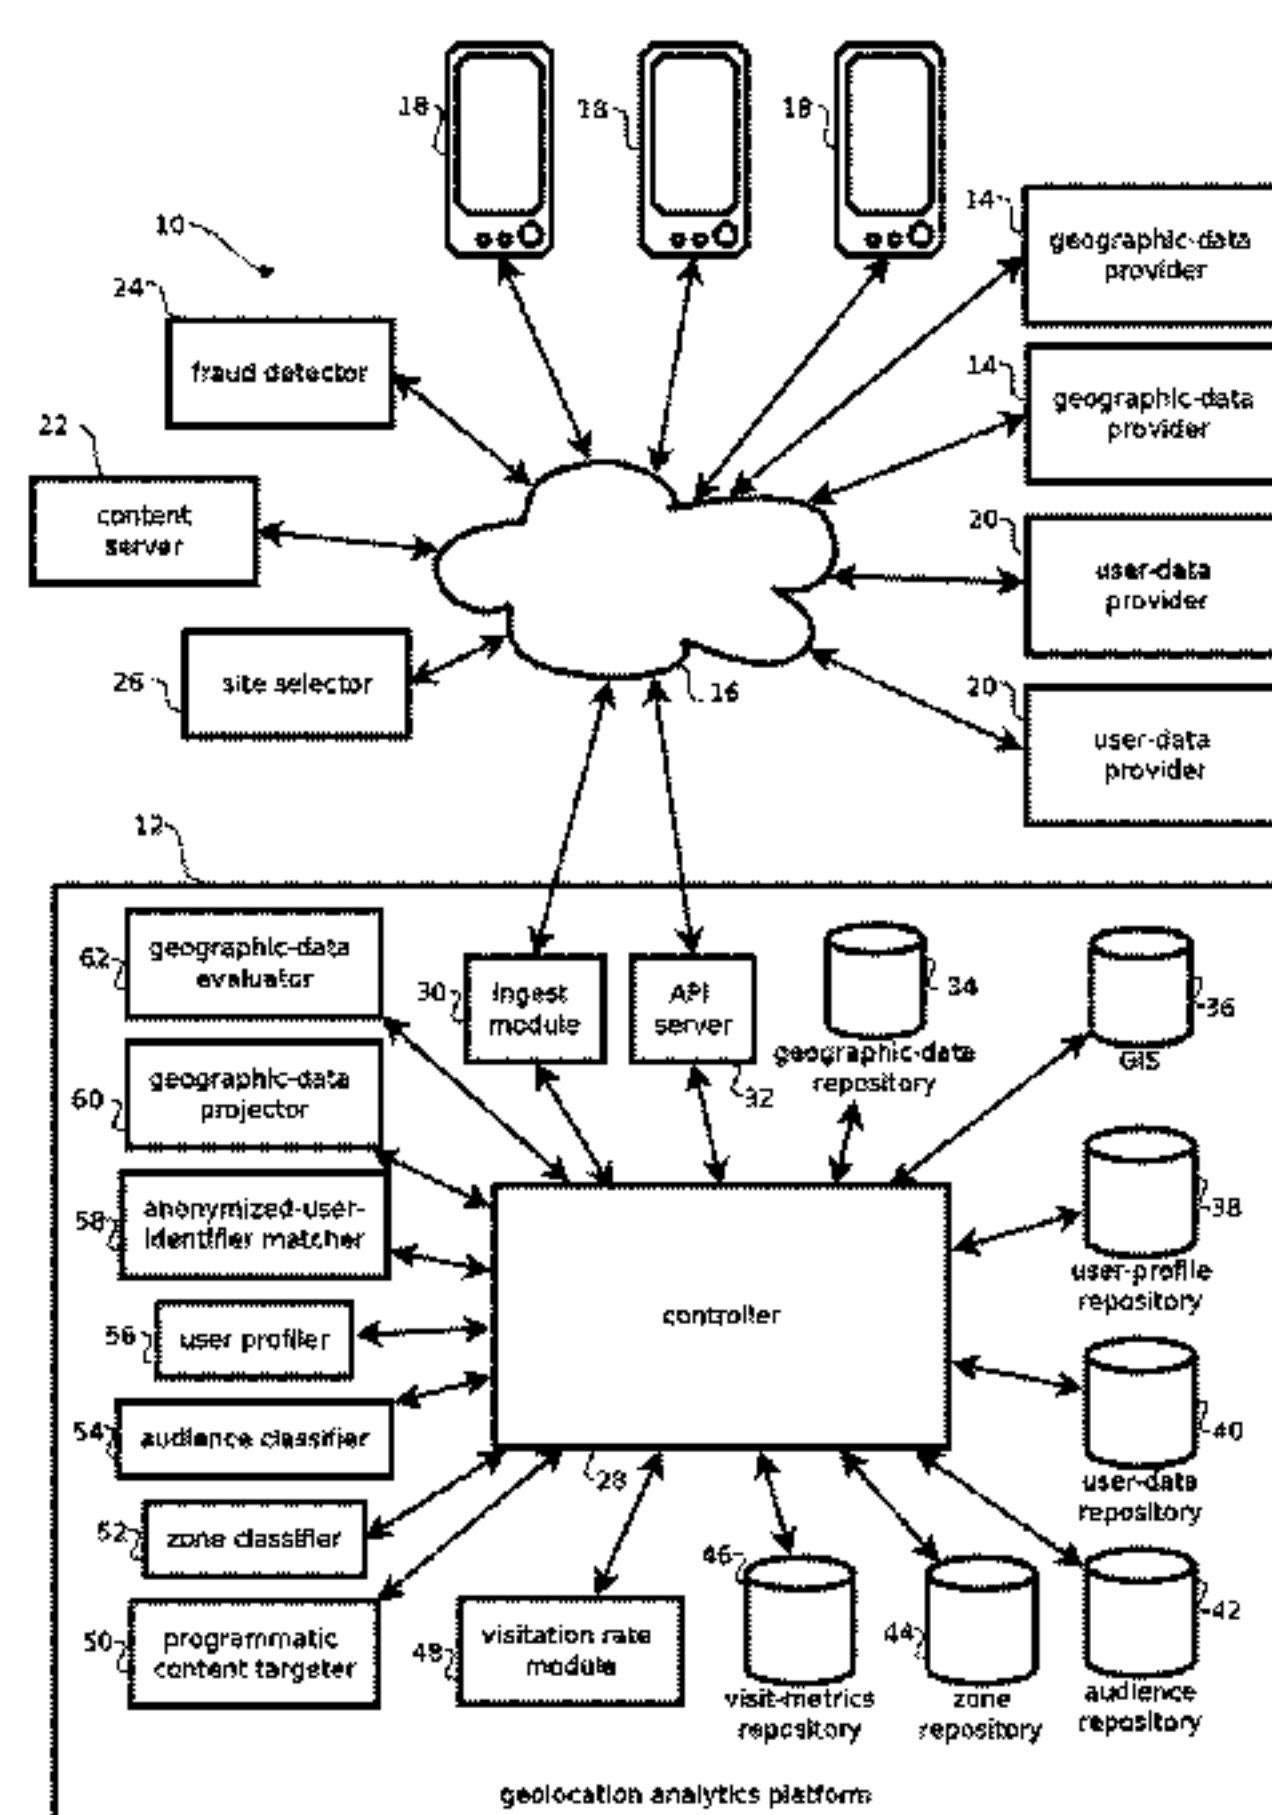 18
18
18
10
14
geographic-data
provider
24
fraud detector
14
geographic-data
provider
22
content
server
20
user-data
provider
26
site selector
16
20
user-data
provider
12
62
geographic-data
evaluator
30
ingest
module
API
server
32
34
geographic-data
repository
36
GIS
60
geographic-data
projector
58
anonymized-user-
identifier matcher
38
user-profile
repository
controller
56
user profiler
54
audience classifier
28
40
user-data
repository
52
zone classifier
50
programmatic
content targeter
48
visitation rate
module
46
visit-metrics
repository
44
zone
repository
42
audience
repository
geolocation analytics platform